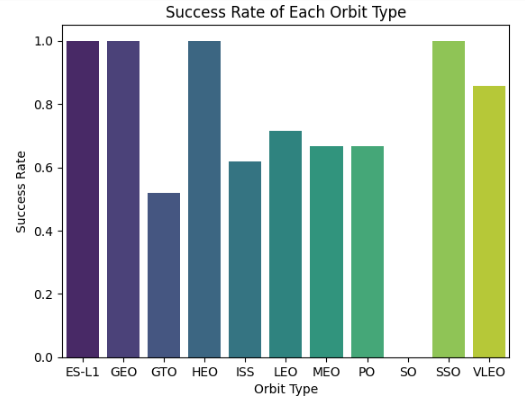 Success Rate of Each Orbit Type
1.0
0.8
0.6
0.4
0.2
0.0
Success Rate
ES-L1 GEO GTO HEO ISS LEO MEO PO SO SSO VLEO
Orbit Type